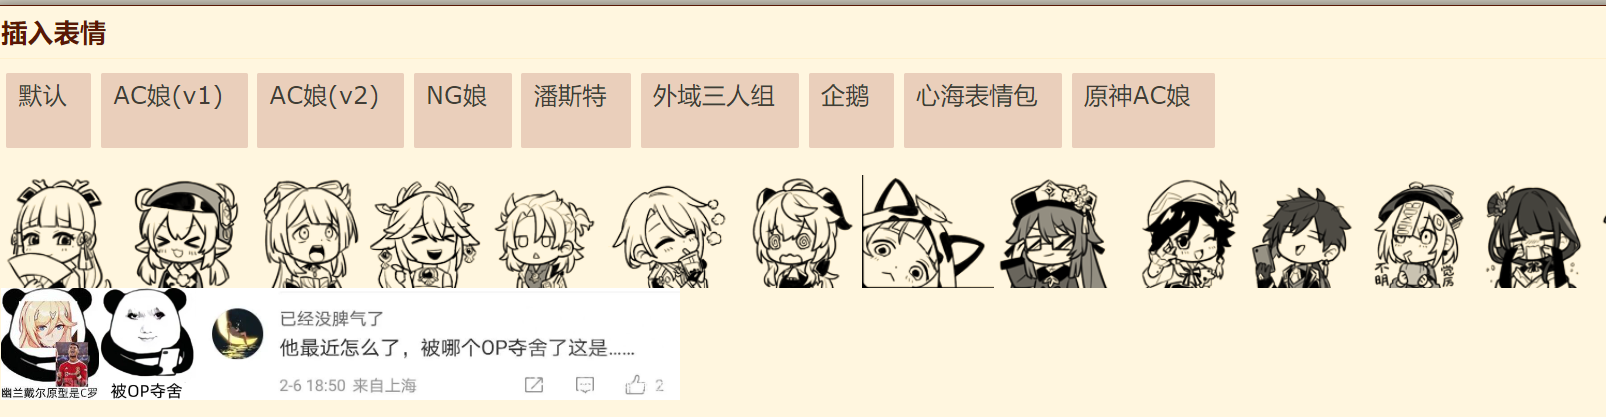 插入表情
默认
AC娘(v1)
AC娘(v2)
NG娘
潘斯特
外域三人组
企鹅
心海表情包
原神AC娘
不明
觉厉
幽兰戴尔原型是C罗
被OP夺舍
已经没脾气了
他最近怎么了，被哪个OP夺舍了这是......
2-6 18:50 来自上海
2